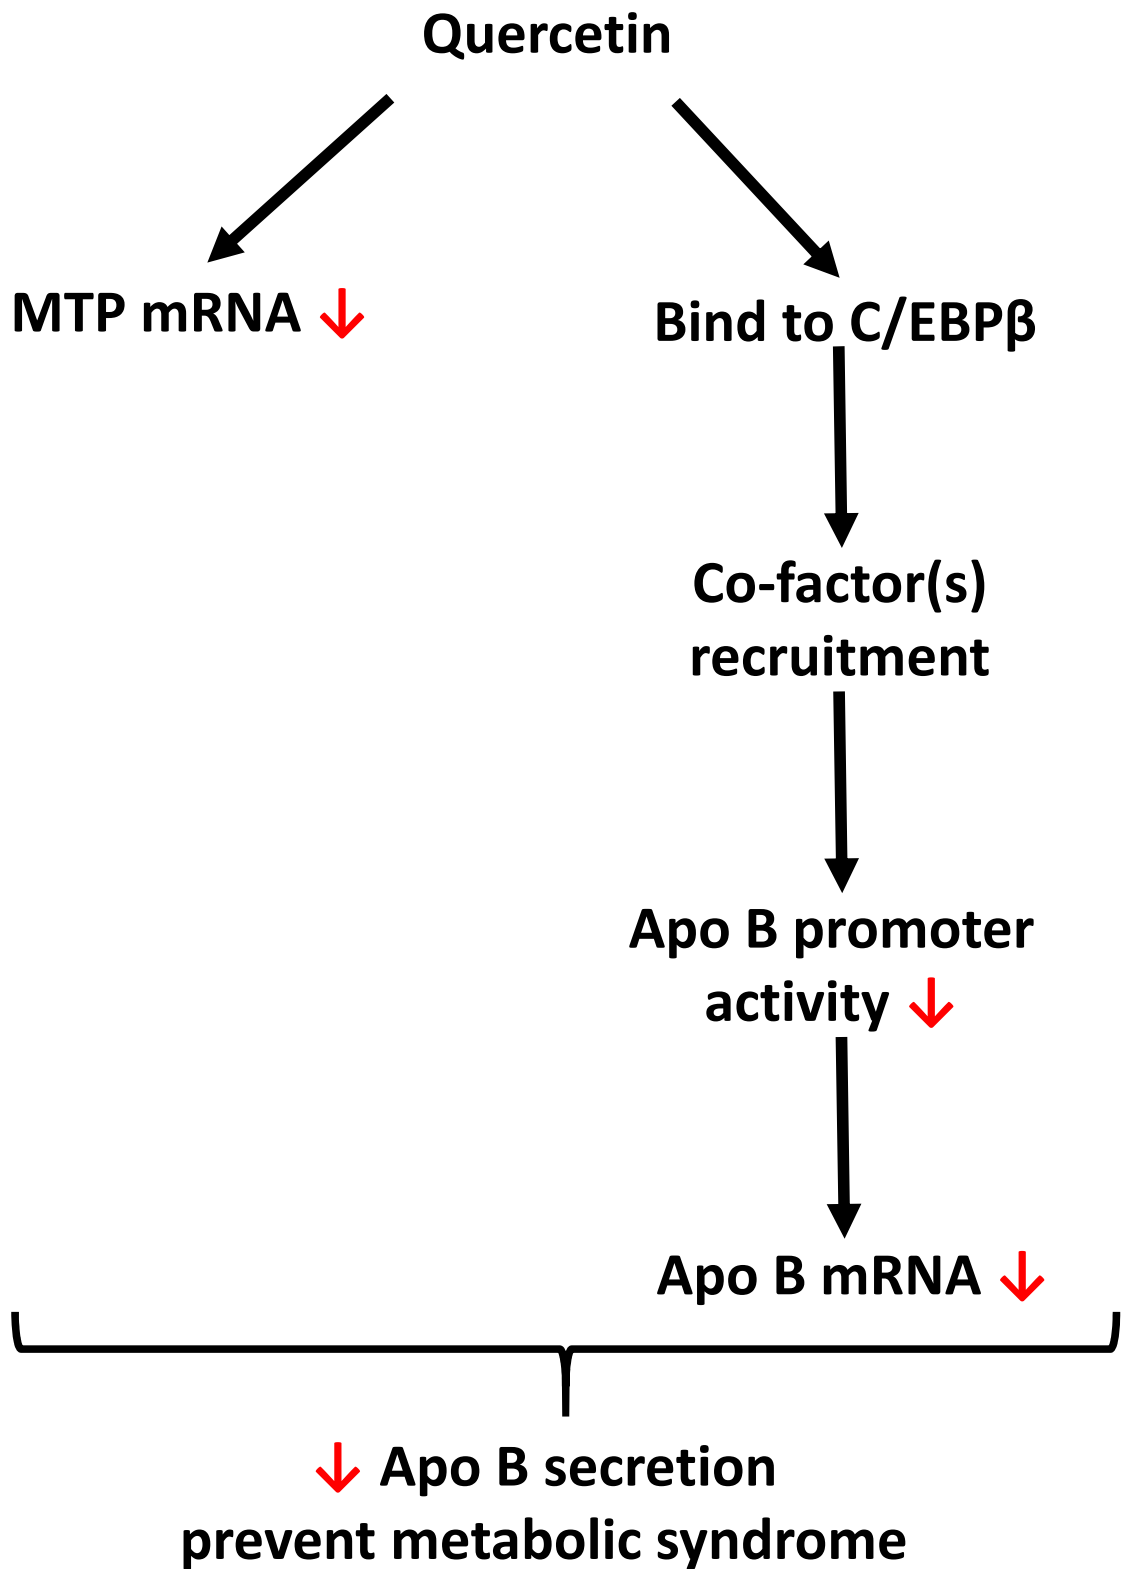 Quercetin
MTP mRNA ↓
Bind to C/EBPβ
Co-factor(s)
recruitment
Apo B promoter
activity ↓
Apo B mRNA ↓
↓ Apo B secretion
prevent metabolic syndrome